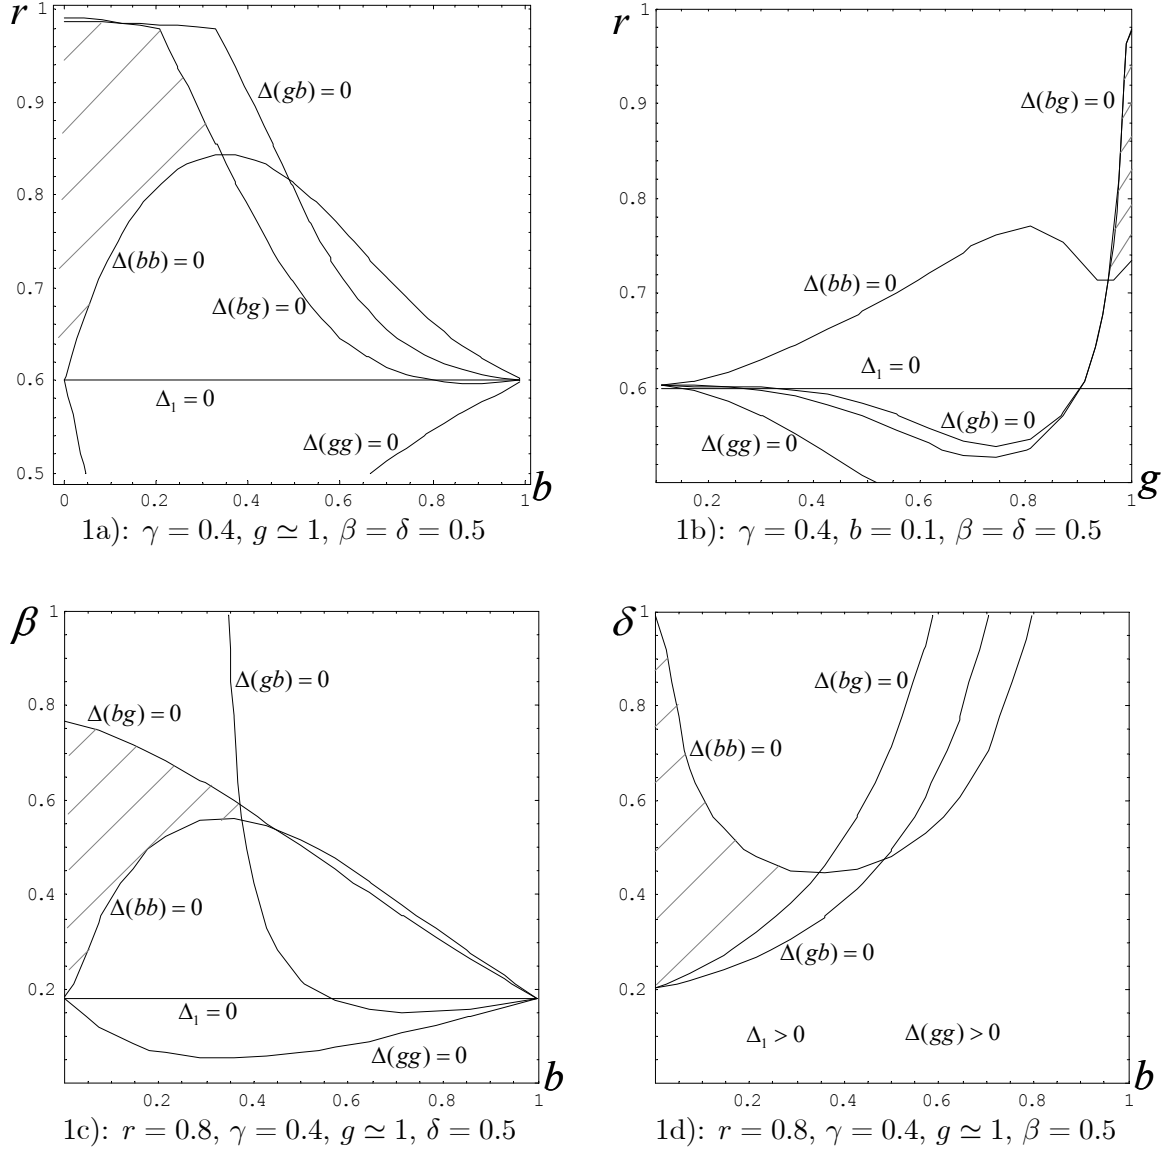 r
1
0.9
0.8
0.7
0.6
0.5
Δ(gb) = 0
Δ(bb) = 0
Δ(bg) = 0
Δ₁ = 0
Δ(gg) = 0
0 0.2 0.4 0.6 0.8 1 b
1a): γ = 0.4, g ≃ 1, β = δ = 0.5
r
1
0.9
0.8
0.7
0.6
Δ(bg) = 0
Δ(bb) = 0
Δ₁ = 0
Δ(gb) = 0
Δ(gg) = 0
0.2 0.4 0.6 0.8 1 g
1b): γ = 0.4, b = 0.1, β = δ = 0.5
β
1
0.8
0.6
0.4
0.2
Δ(gb) = 0
Δ(bg) = 0
Δ(bb) = 0
Δ₁ = 0
Δ(gg) = 0
0.2 0.4 0.6 0.8 1 b
1c): r = 0.8, γ = 0.4, g ≃ 1, δ = 0.5
δ
1
0.8
0.6
0.4
0.2
Δ(bg) = 0
Δ(bb) = 0
Δ(gb) = 0
Δ₁ > 0
Δ(gg) > 0
0.2 0.4 0.6 0.8 1 b
1d): r = 0.8, γ = 0.4, g ≃ 1, β = 0.5